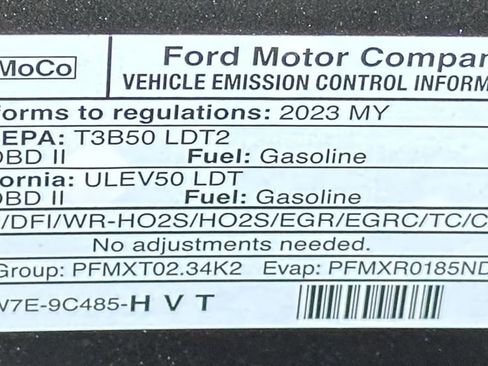 MoCo
Ford Motor Compan
VEHICLE EMISSION CONTROL INFORM
forms to regulations: 2023 MY
EPA: T3B50 LDT2
OBD II Fuel: Gasoline
ornia: ULEV50 LDT
OBD II Fuel: Gasoline
/DFI/WR-HO2S/HO2S/EGR/EGRC/TC/C
No adjustments needed.
Group: PFMXT02.34K2 Evap: PFMXR0185ND
W7E-9C485-H V T